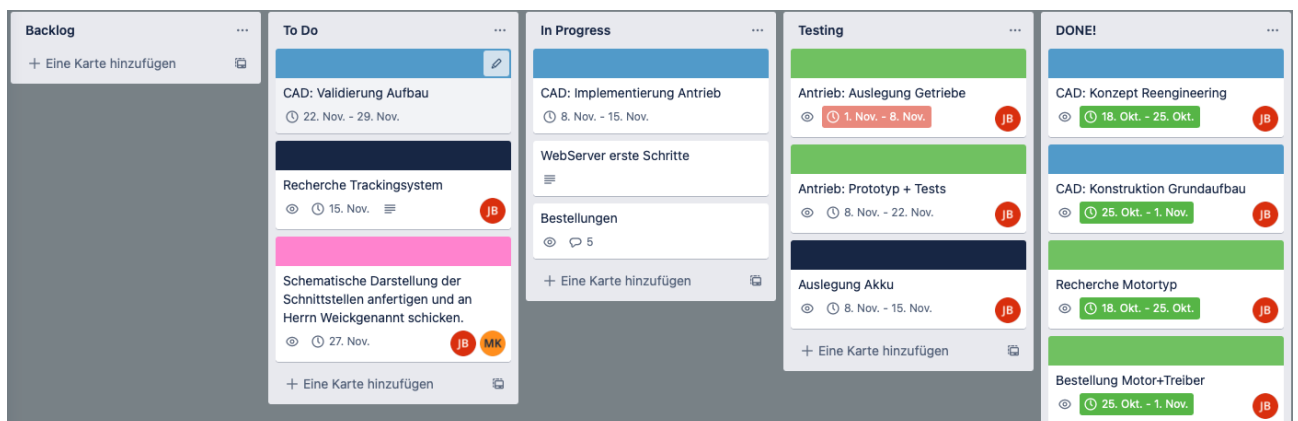 Backlog
Eine Karte hinzufügen
To Do
CAD: Validierung Aufbau
22. Nov. - 29. Nov.
Recherche Trackingsystem
15. Nov.
JB
Schematische Darstellung der
Schnittstellen anfertigen und an
Herrn Weickgenannt schicken.
27. Nov.
JB MK
Eine Karte hinzufügen
In Progress
CAD: Implementierung Antrieb
8. Nov. - 15. Nov.
WebServer erste Schritte
Bestellungen
5
Eine Karte hinzufügen
Testing
Antrieb: Auslegung Getriebe
1. Nov. - 8. Nov.
JB
Antrieb: Prototyp + Tests
8. Nov. - 22. Nov.
JB
Auslegung Akku
8. Nov. - 15. Nov.
JB
Eine Karte hinzufügen
DONE!
CAD: Konzept Reengineering
18. Okt. - 25. Okt.
JB
CAD: Konstruktion Grundaufbau
25. Okt. - 1. Nov.
JB
Recherche Motortyp
18. Okt. - 25. Okt.
JB
Bestellung Motor+Treiber
25. Okt. - 1. Nov.
JB